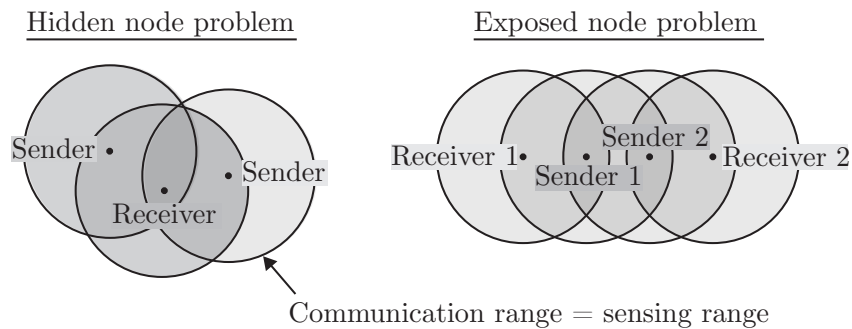 Hidden node problem
Exposed node problem
Sender
Sender
Receiver
Receiver 1
Sender 2
Sender 1
Receiver 2
Communication range = sensing range